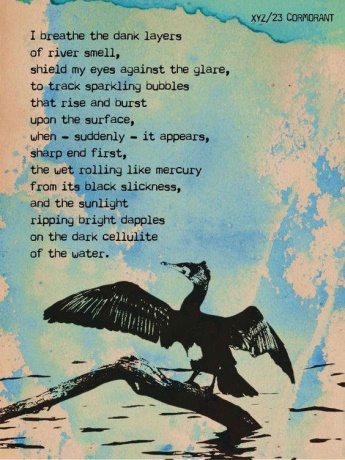 XYZ/23 CORMORANT
I breathe the dank layers
of river smell,
shield my eyes against the glare,
to track sparkling bubbles
that rise and burst
upon the surface,
when - suddenly - it appears,
sharp end first,
the wet rolling like mercury
from its black slickness,
and the sunlight
ripping bright dapples
on the dark cellulite
of the water.